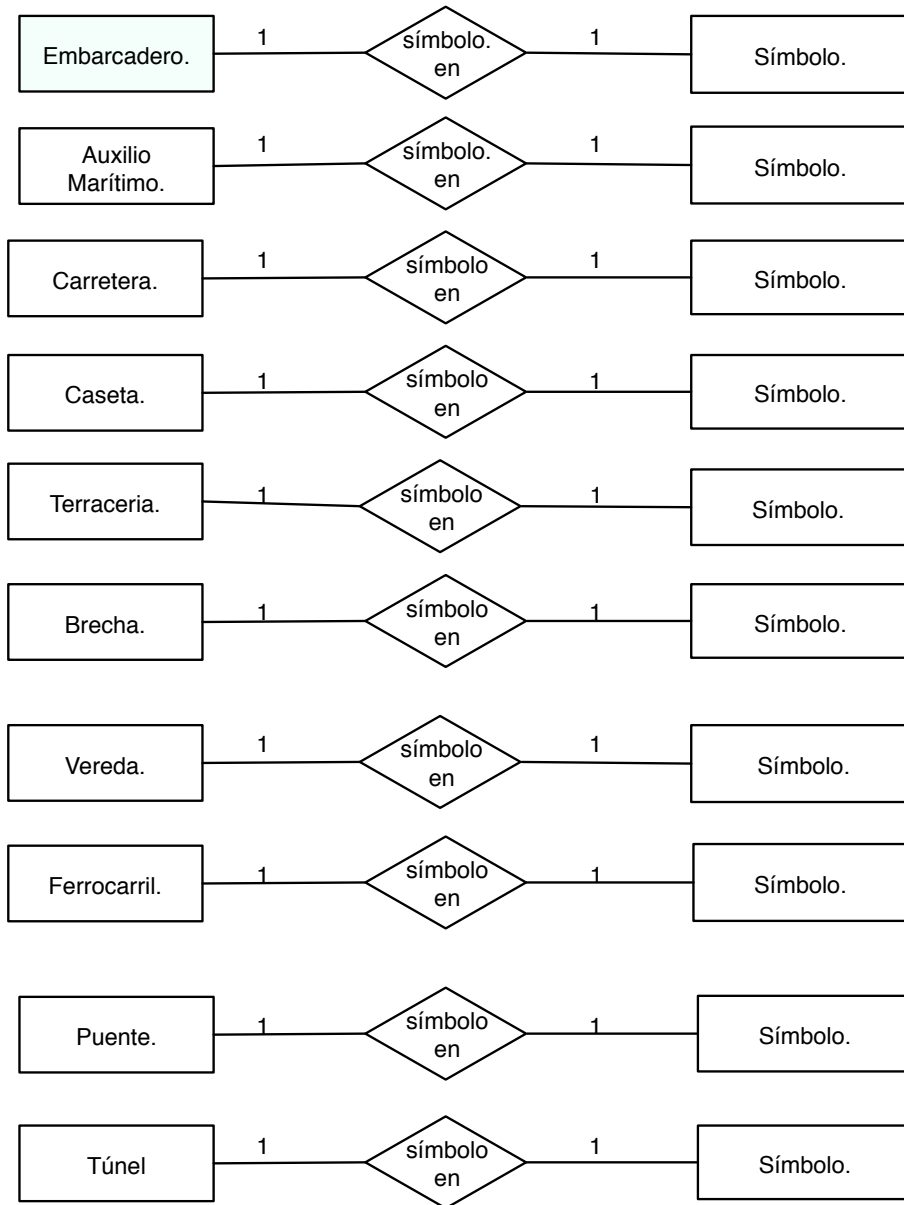 Embarcadero.
1
símbolo.
en
1
Símbolo.
Auxilio
Marítimo.
1
símbolo.
en
1
Símbolo.
Carretera.
1
símbolo
en
1
Símbolo.
Caseta.
1
símbolo
en
1
Símbolo.
Terraceria.
1
símbolo
en
1
Símbolo.
Brecha.
1
símbolo
en
1
Símbolo.
Vereda.
1
símbolo
en
1
Símbolo.
Ferrocarril.
1
símbolo
en
1
Símbolo.
Puente.
1
símbolo
en
1
Símbolo.
Túnel
1
símbolo
en
1
Símbolo.